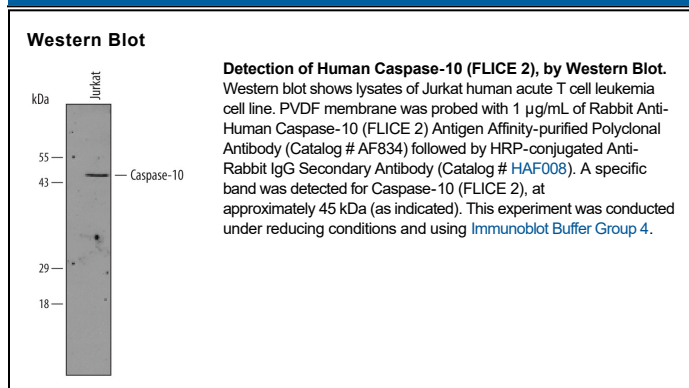 Western Blot
Jurkat
kDa
55
43
Caspase-10
29
18
Detection of Human Caspase-10 (FLICE 2), by Western Blot.
Western blot shows lysates of Jurkat human acute T cell leukemia
cell line. PVDF membrane was probed with 1 µg/mL of Rabbit Anti-
Human Caspase-10 (FLICE 2) Antigen Affinity-purified Polyclonal
Antibody (Catalog # AF834) followed by HRP-conjugated Anti-
Rabbit IgG Secondary Antibody (Catalog # HAF008). A specific
band was detected for Caspase-10 (FLICE 2), at
approximately 45 kDa (as indicated). This experiment was conducted
under reducing conditions and using Immunoblot Buffer Group 4.